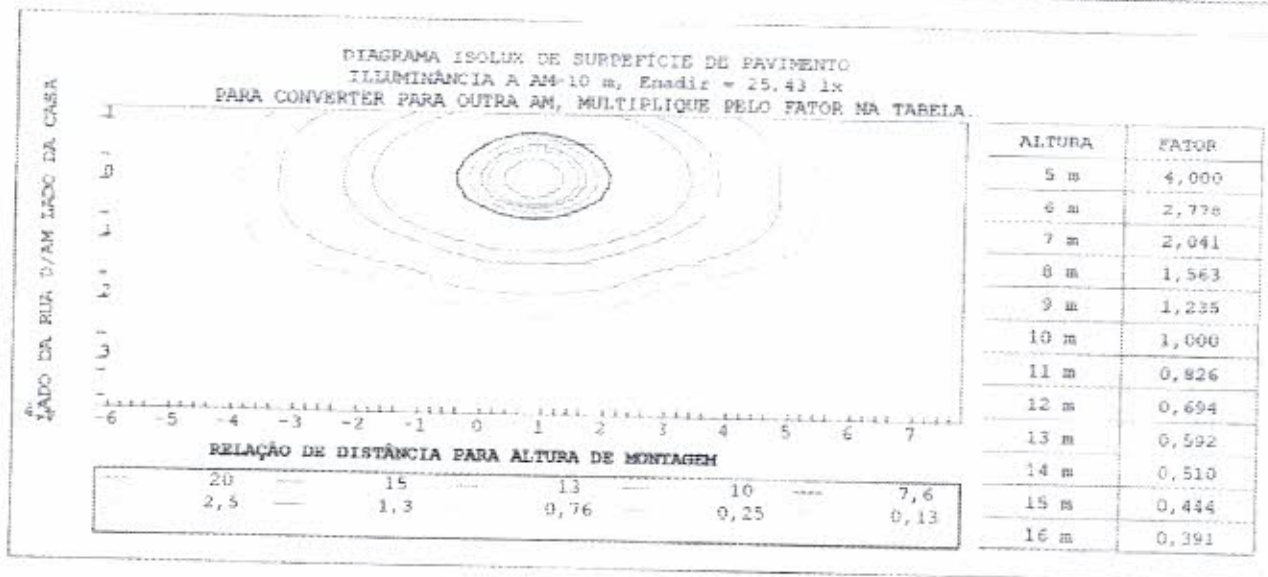 DIAGRAMA ISOLUX DE SURPEFÍCIE DE PAVIMENTO
ILLUMINÂNCIA A AM=10 m, Enadir = 25.43 lx
PARA CONVERTER PARA OUTRA AM, MULTIPLIQUE PELO FATOR NA TABELA
LADO DA RUA D/AM LADO DA CASA
1
0
1
2
3
-6 -5 -4 -3 -2 -1 0 1 2 3 4 5 6 7
RELAÇÃO DE DISTÂNCIA PARA ALTURA DE MONTAGEM
20 15 13 10 7,6
2,5 1,3 0,76 0,25 0,13
ALTURA FATOR
5 m 4,000
6 m 2,778
7 m 2,041
8 m 1,563
9 m 1,235
10 m 1,000
11 m 0,826
12 m 0,694
13 m 0,592
14 m 0,510
15 m 0,444
16 m 0,391